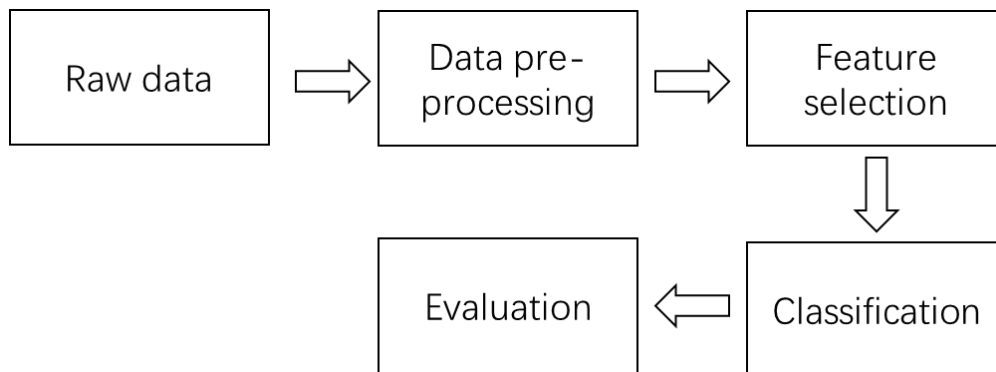 Raw data
Data pre-
processing
Feature
selection
Classification
Evaluation